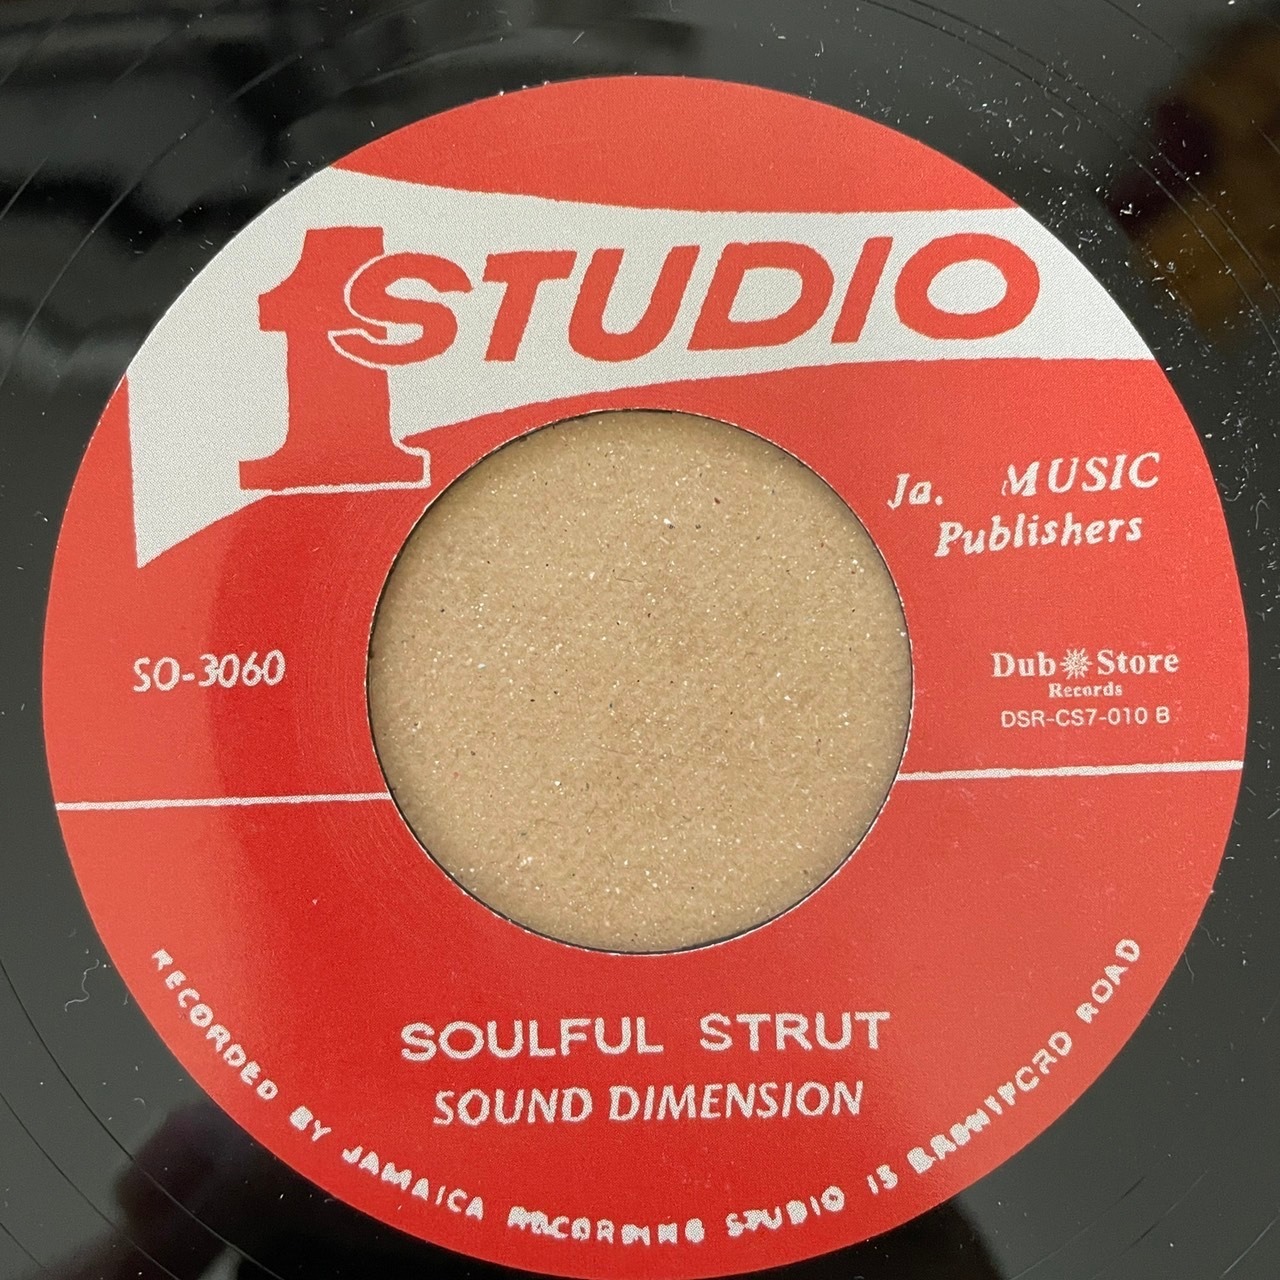 1 STUDIO
Ja. MUSIC
Publishers
SO-3060
Dub Store
Records
DSR-CS7-010 B
SOULFUL STRUT
SOUND DIMENSION
RECORDED BY JAMAICA RECORDING STUDIO 13 BRENTFORD ROAD